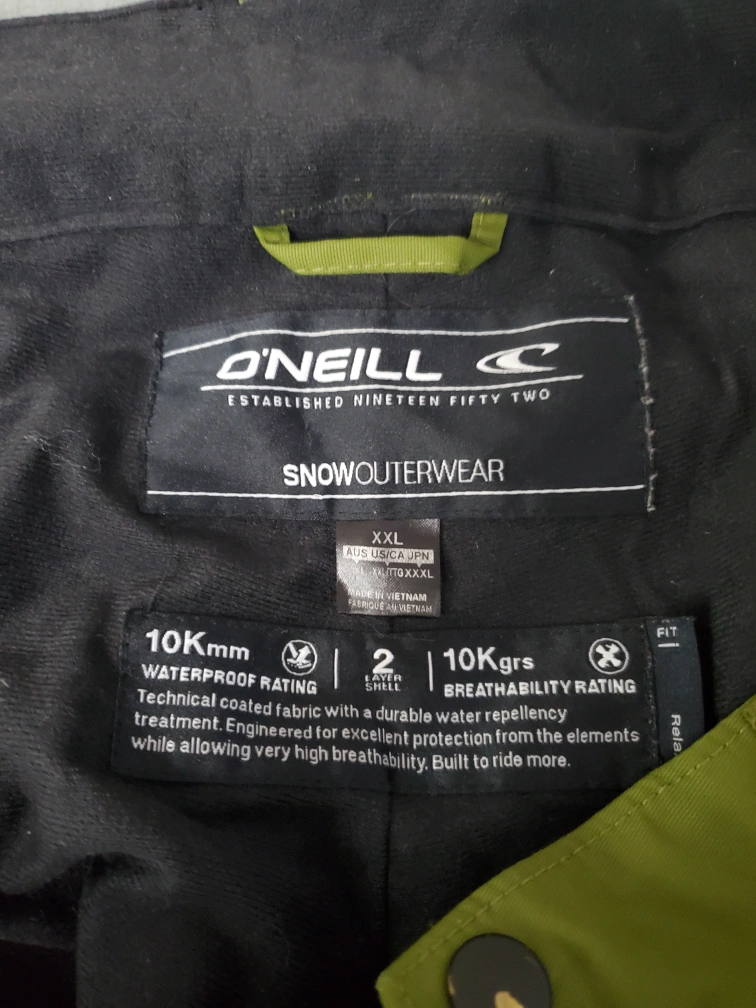 O'NEILL
ESTABLISHED NINETEEN FIFTY TWO
SNOWOUTERWEAR
XXL
AUS US/CA JPN
MADE IN VIETNAM
FABRIQUÉ AU VIETNAM
10Kmm
WATERPROOF RATING
2
LAYER
SHELL
10Kgrs
BREATHABILITY RATING
Technical coated fabric with a durable water repellency
treatment. Engineered for excellent protection from the elements
while allowing very high breathability. Built to ride more.
FIT
Rela